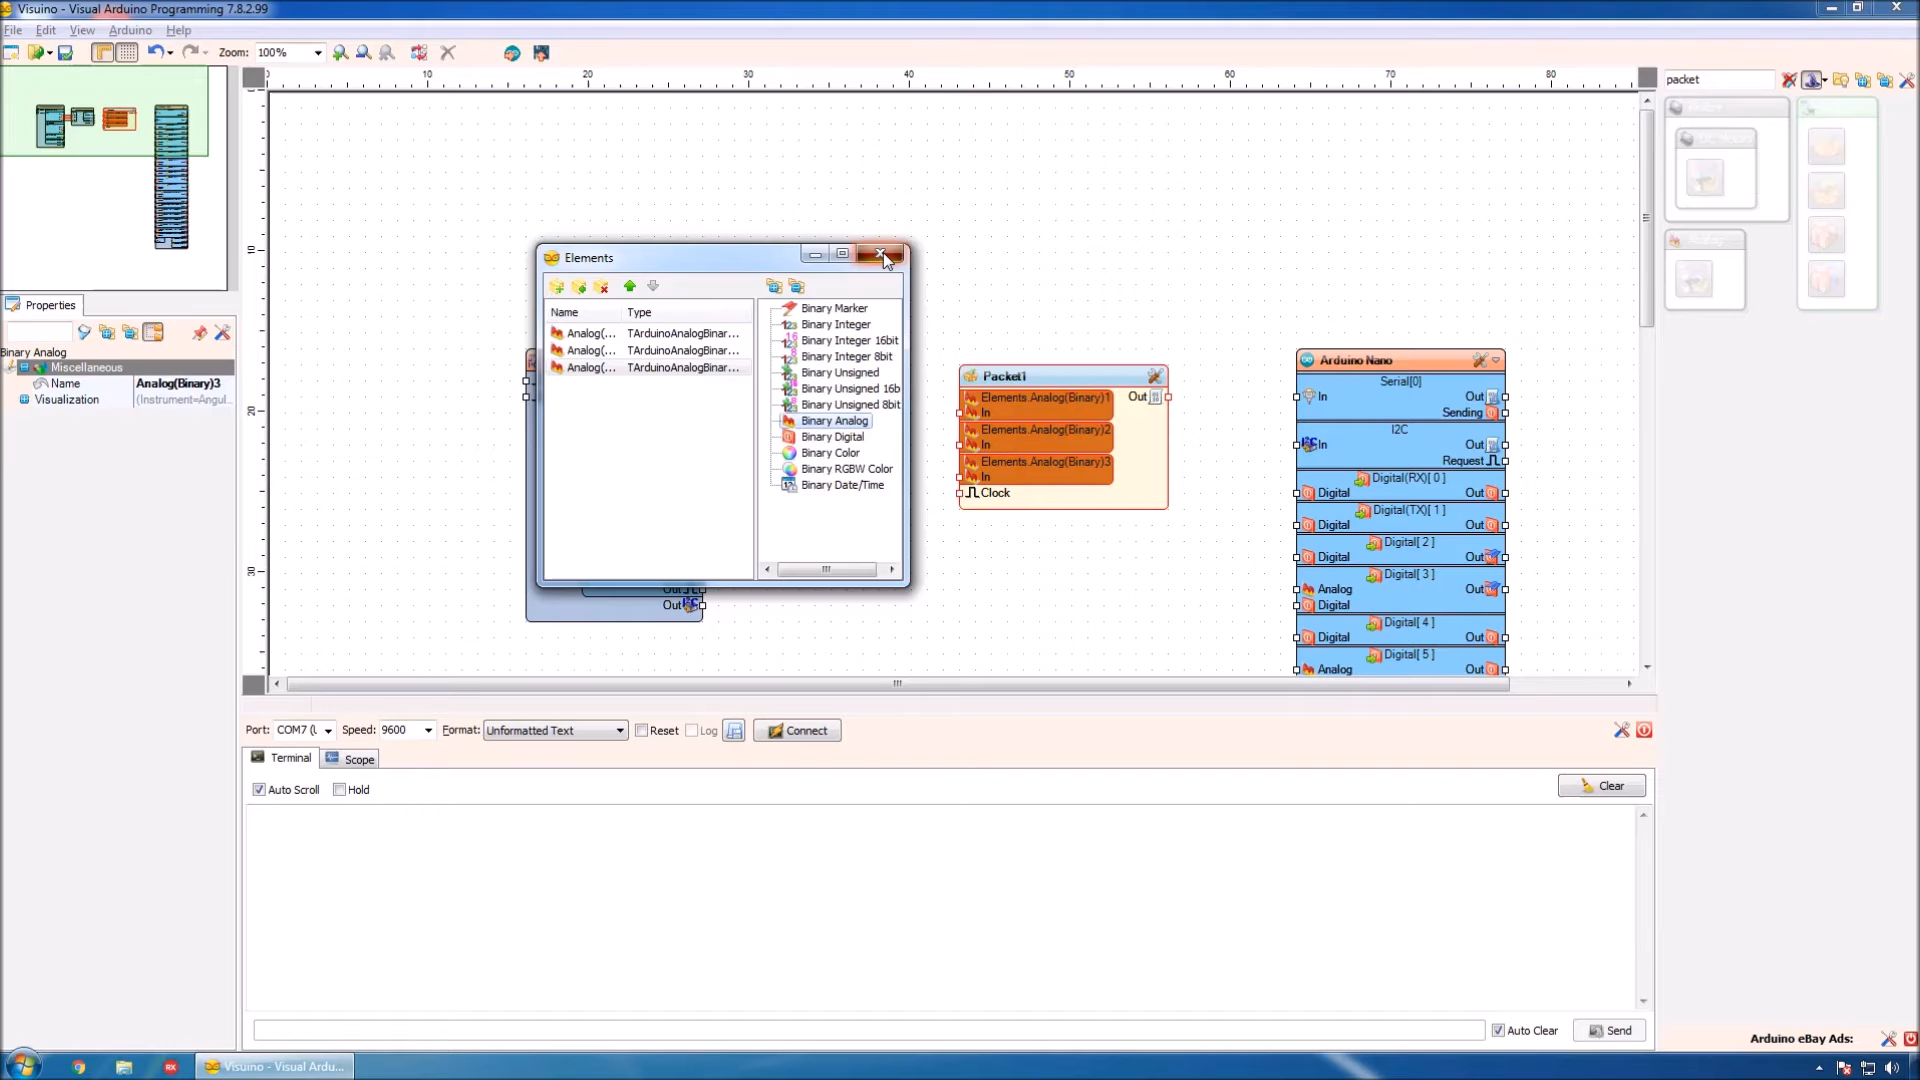 Visuino - Visual Arduino Programming 7.8.2.99
File Edit View Arduino Help
Zoom: 100%
packet
0 10 20 30 40 50 60 70 80
10
20
30
Properties
Binary Analog
Miscellaneous
Name Analog(Binary)3
Visualization (Instrument=Angul...
Elements
Name Type
Analog(... TArduinoAnalogBinar...
Analog(... TArduinoAnalogBinar...
Analog(... TArduinoAnalogBinar...
Binary Marker
Binary Integer
Binary Integer 16bit
Binary Integer 8bit
Binary Unsigned
Binary Unsigned 16b
Binary Unsigned 8bit
Binary Analog
Binary Digital
Binary Color
Binary RGBW Color
Binary Date/Time
Out
Out
Packet1
Elements.Analog(Binary)1 Out
In
Elements.Analog(Binary)2
In
Elements.Analog(Binary)3
In
Clock
Arduino Nano
Serial[0]
In Out
Sending
I2C
In Out
Request
Digital(RX)[ 0 ]
Digital Out
Digital(TX)[ 1 ]
Digital Out
Digital[ 2 ]
Digital Out
Digital[ 3 ]
Analog Out
Digital
Digital[ 4 ]
Digital Out
Digital[ 5 ]
Analog Out
Port: COM7 (U Speed: 9600 Format: Unformatted Text Reset Log Connect
Terminal Scope
Auto Scroll Hold Clear
Auto Clear Send
Arduino eBay Ads:
Visuino - Visual Ardu...